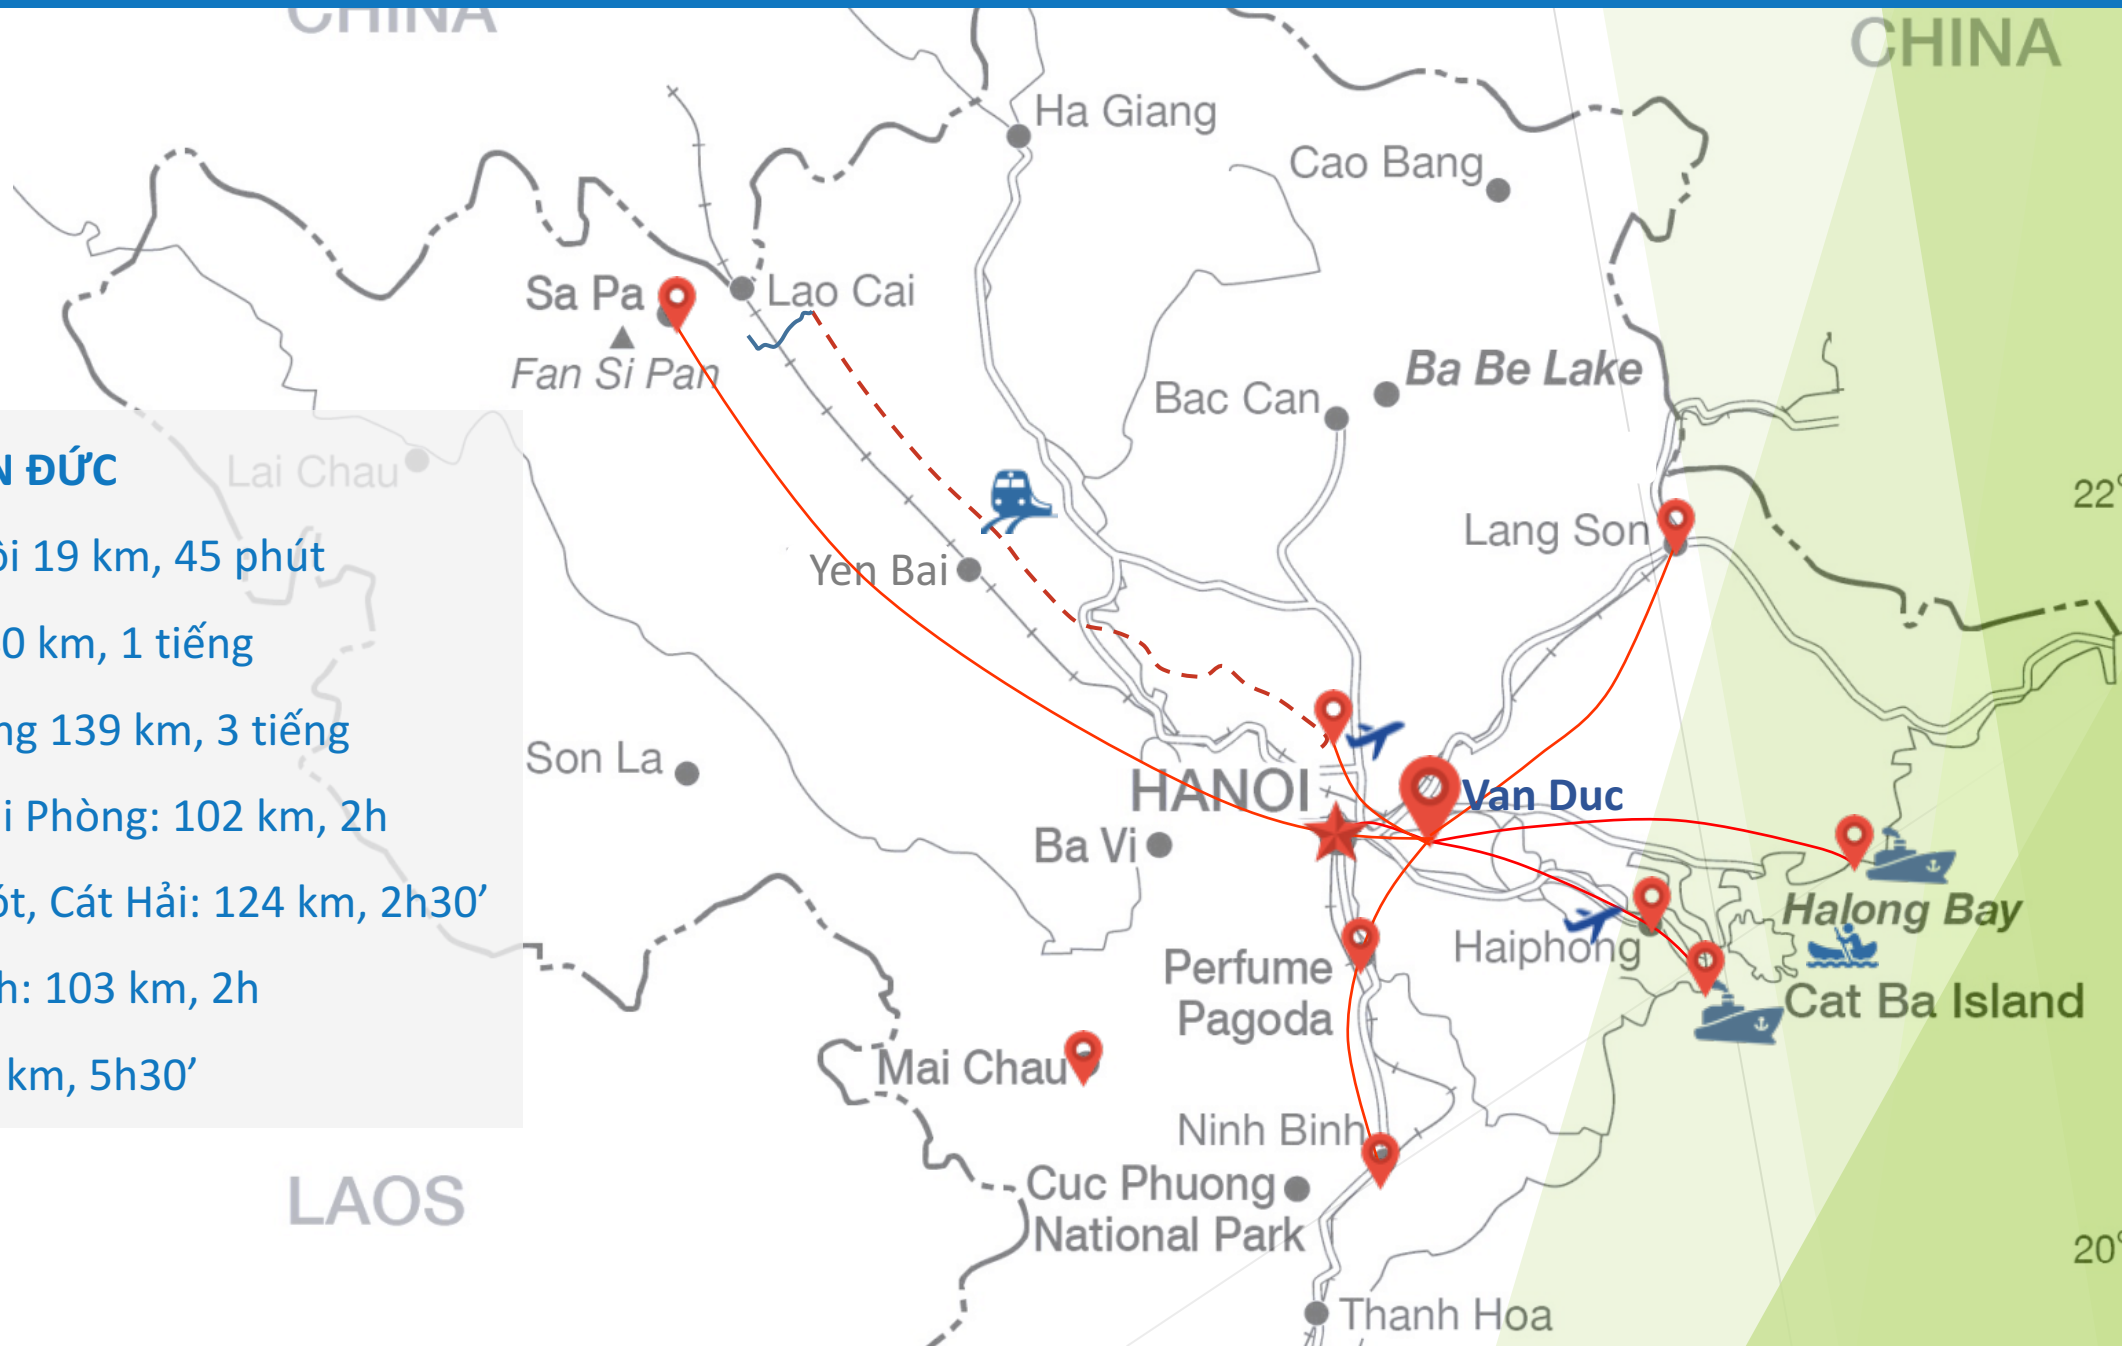 CHINA
CHINA
Ha Giang
Cao Bang
Sa Pa
Lao Cai
Fan Si Pan
Ba Be Lake
Bac Can
N ĐỨC
Lai Chau
22°
Lang Son
ội 19 km, 45 phút
Yen Bai
0 km, 1 tiếng
ng 139 km, 3 tiếng
Son La
HANOI
Van Duc
i Phòng: 102 km, 2h
Ba Vi
ót, Cát Hải: 124 km, 2h30’
Halong Bay
Haiphong
Perfume
Pagoda
h: 103 km, 2h
Cat Ba Island
Mai Chau
km, 5h30’
Ninh Binh
LAOS
Cuc Phuong
National Park
20°
Thanh Hoa